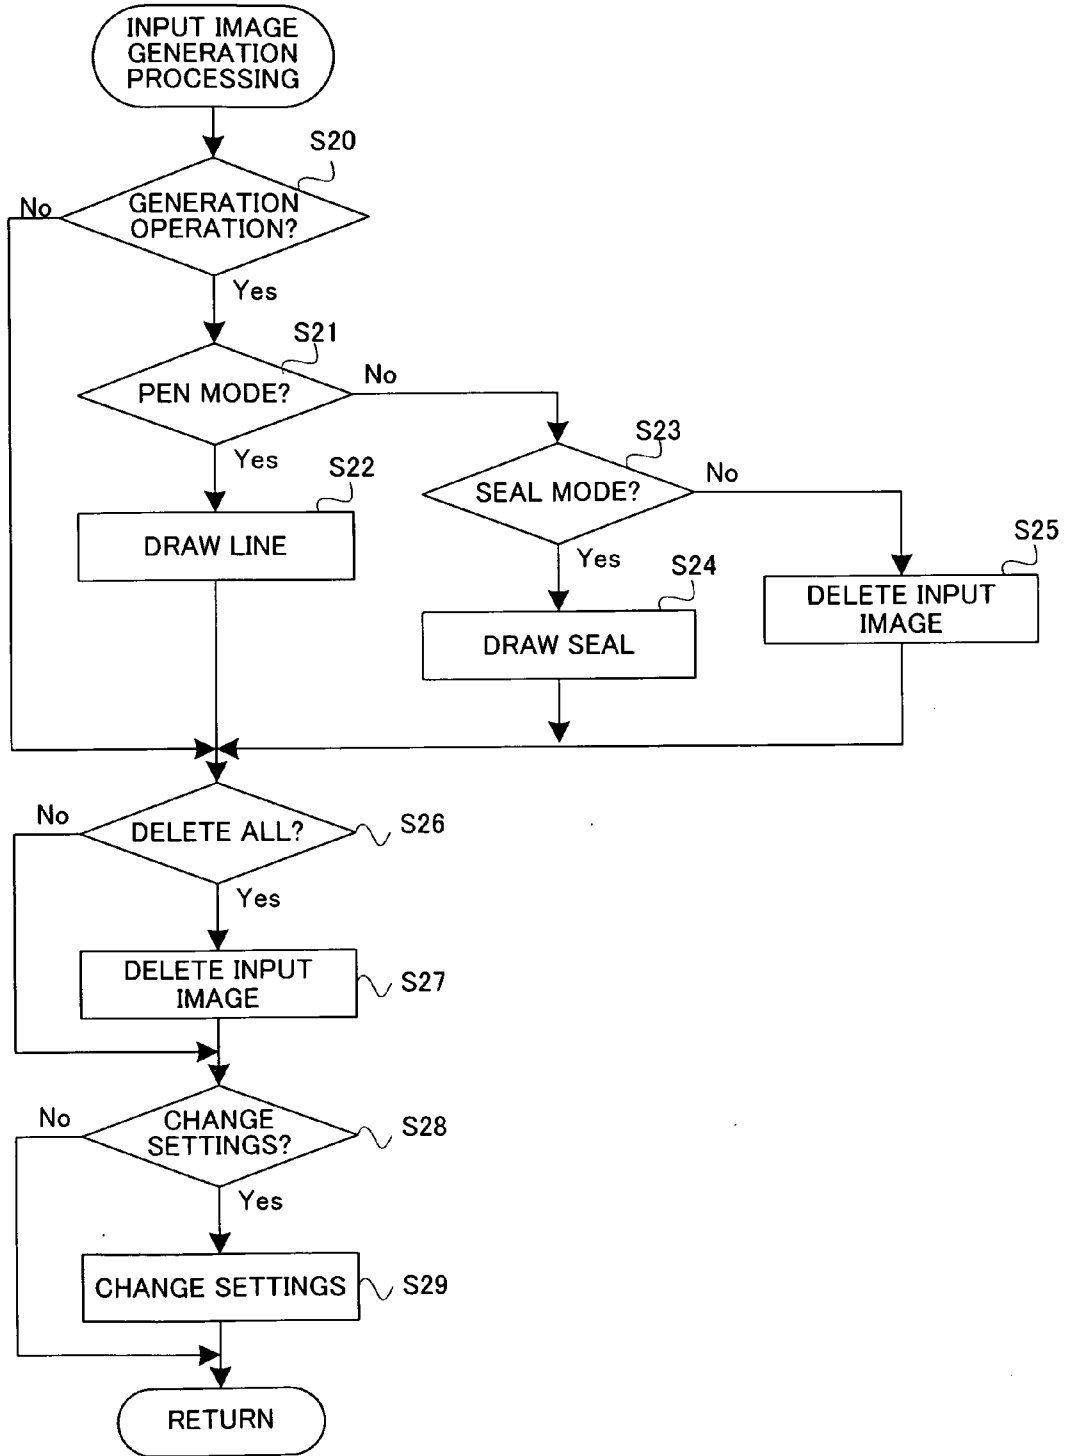 INPUT IMAGE
GENERATION
PROCESSING
S20
No
GENERATION
OPERATION?
Yes
S21
PEN MODE?
No
Yes
S22
DRAW LINE
S23
SEAL MODE?
No
Yes
S24
DRAW SEAL
S25
DELETE INPUT
IMAGE
No
DELETE ALL?
S26
Yes
DELETE INPUT
IMAGE
S27
No
CHANGE
SETTINGS?
S28
Yes
CHANGE SETTINGS
S29
RETURN